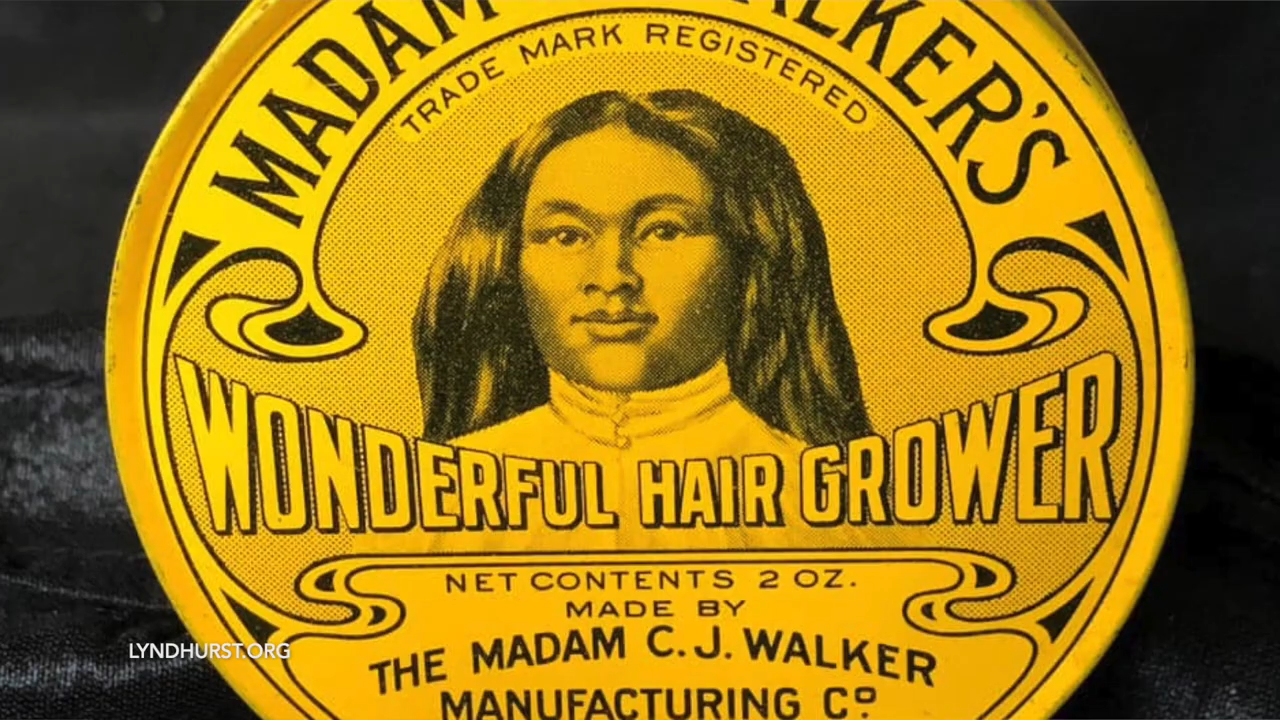 MADAM WALKER'S
TRADE MARK REGISTERED
WONDERFUL HAIR GROWER
NET CONTENTS 2 OZ.
MADE BY
THE MADAM C.J. WALKER
MANUFACTURING Cº
LYNDHURST.ORG